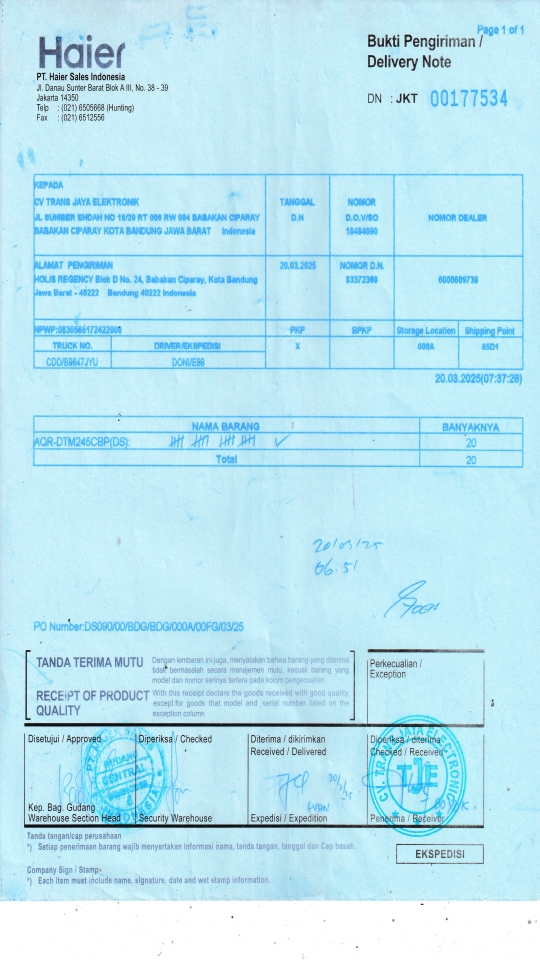 Page 1 of 1
Haier
Bukti Pengiriman /
Delivery Note
PT. Haier Sales Indonesia
Jl. Danau Sunter Barat Blok A III, No. 38 - 39
Jakarta 14350
Telp : (021) 6505668 (Hunting)
Fax : (021) 6512556
DN : JKT 00177534
KEPADA
CV TRANS JAYA ELEKTRONIK TANGGAL NOMOR
JL SUMBER ENDAH NO 18/20 RT 006 RW 004 BABAKAN CIPARAY D.N D.O.V/SO NOMOR DEALER
BABAKAN CIPARAY KOTA BANDUNG JAWA BARAT Indonesia
ALAMAT PENGIRIMAN 20.03.2025 NOMOR D.N.
HOLIS REGENCY Blok D No. 24, Babakan Ciparay, Kota Bandung
Jawa Barat - 40222 Bandung 40222 Indonesia
PKP BPKP Storage Location Shipping Point
TRUCK NO. DRIVER/EKSPEDISI X 000A 65D1
DONI/E86
20.03.2025(07:37:28)
NAMA BARANG BANYAKNYA
AQR-DTM245CBP(DS): 20
Total 20
20/03/25
06:51
PO Number:DS090/00/BDG/BDG/000A/00FG/03/25
TANDA TERIMA MUTU
Dengan lembaran ini juga, menyatakan bahwa barang yang diterima
tidak bermasalah secara manajemen mutu, kecuali barang yang
model dan nomor serinya tertera pada kolom pengecualian
RECEIPT OF PRODUCT
QUALITY
With this receipt declare the goods received with good quality,
except for goods that model and serial number listed on the
exception column
Perkecualian /
Exception
Disetujui / Approved Diperiksa / Checked Diterima / dikirimkan Diperiksa / diterima
Received / Delivered Checked / Received
CENTRAL
CV. TRANS JAYA ELECTRONIC
TJE
Kep. Bag. Gudang
Warehouse Section Head Security Warehouse Expedisi / Expedition Penerima / Receiver
Tanda tangan/cap perusahaan
*) Setiap penerimaan barang wajib menyertakan informasi nama, tanda tangan, tanggal dan Cap basah.
EKSPEDISI
Company Sign / Stamp
*) Each item must include name, signature, date and wet stamp information.